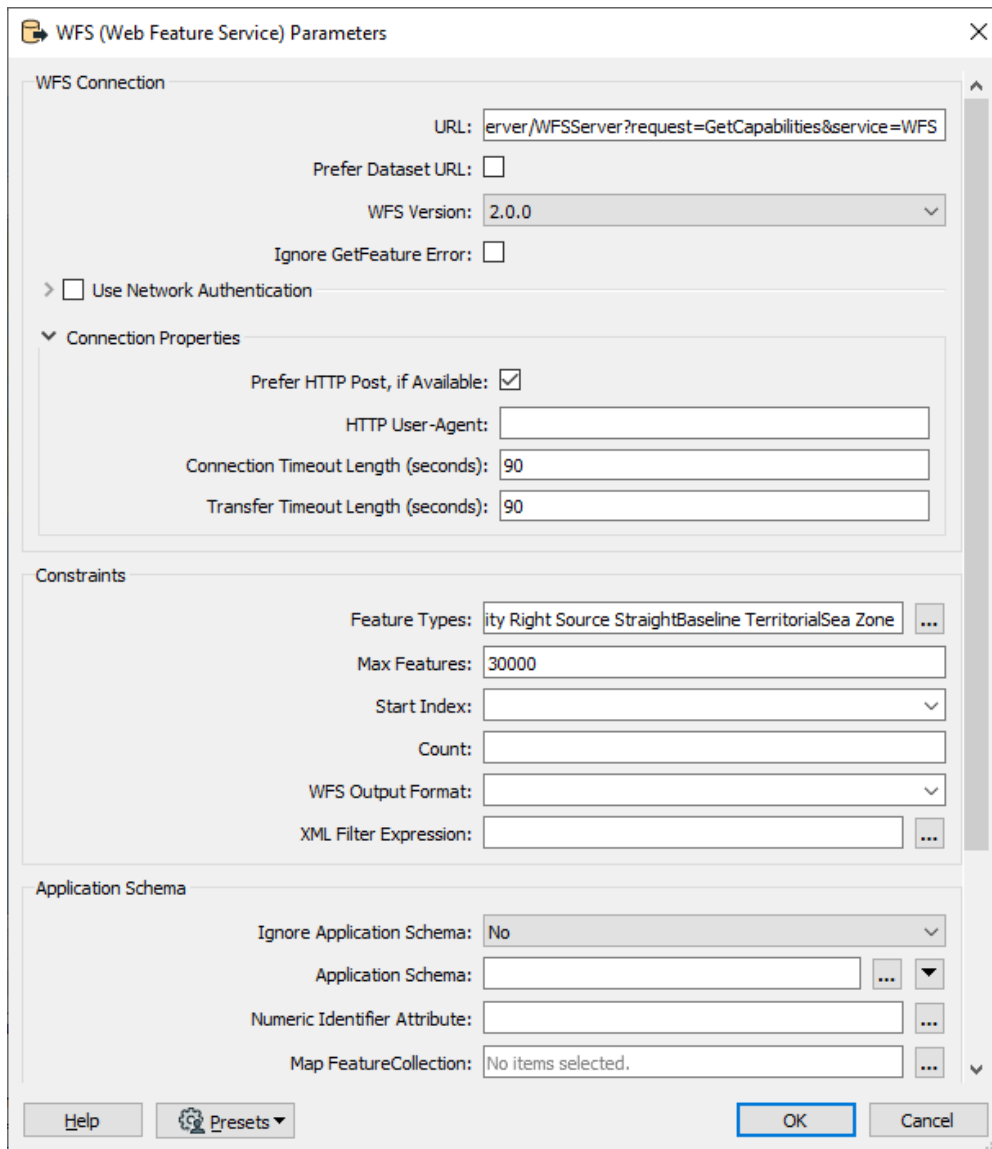 WFS (Web Feature Service) Parameters
WFS Connection
URL: erver/WFSServer?request=GetCapabilities&service=WFS
Prefer Dataset URL:
WFS Version: 2.0.0
Ignore GetFeature Error:
Use Network Authentication
Connection Properties
Prefer HTTP Post, if Available:
HTTP User-Agent:
Connection Timeout Length (seconds): 90
Transfer Timeout Length (seconds): 90
Constraints
Feature Types: ity Right Source StraightBaseline TerritorialSea Zone ...
Max Features: 30000
Start Index:
Count:
WFS Output Format:
XML Filter Expression: ...
Application Schema
Ignore Application Schema: No
Application Schema: ...
Numeric Identifier Attribute: ...
Map FeatureCollection: No items selected. ...
Help Presets OK Cancel